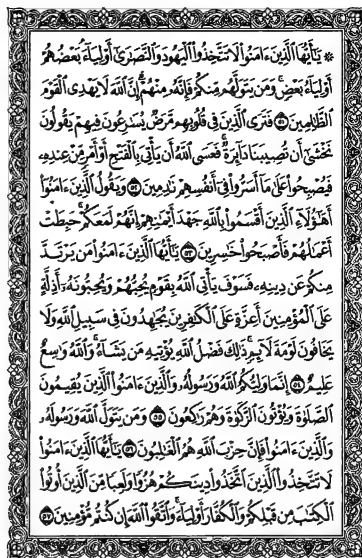 ۞ يَٰٓأَيُّهَا ٱلَّذِينَ ءَامَنُوا۟ لَا تَتَّخِذُوا۟ ٱلْيَهُودَ وَٱلنَّصَٰرَىٰٓ أَوْلِيَآءَ بَعْضُهُمْ
أَوْلِيَآءُ بَعْضٍ ۚ وَمَن يَتَوَلَّهُم مِّنكُمْ فَإِنَّهُۥ مِنْهُمْ ۗ إِنَّ ٱللَّهَ لَا يَهْدِى ٱلْقَوْمَ
ٱلظَّٰلِمِينَ ٥١ فَتَرَى ٱلَّذِينَ فِى قُلُوبِهِم مَّرَضٌ يُسَٰرِعُونَ فِيهِمْ يَقُولُونَ
نَخْشَىٰٓ أَن تُصِيبَنَا دَآئِرَةٌ ۚ فَعَسَى ٱللَّهُ أَن يَأْتِىَ بِٱلْفَتْحِ أَوْ أَمْرٍ مِّنْ عِندِهِۦ
فَيُصْبِحُوا۟ عَلَىٰ مَآ أَسَرُّوا۟ فِىٓ أَنفُسِهِمْ نَٰدِمِينَ ٥٢ وَيَقُولُ ٱلَّذِينَ ءَامَنُوٓا۟
أَهَٰٓؤُلَآءِ ٱلَّذِينَ أَقْسَمُوا۟ بِٱللَّهِ جَهْدَ أَيْمَٰنِهِمْ إِنَّهُمْ لَمَعَكُمْ ۚ حَبِطَتْ
أَعْمَٰلُهُمْ فَأَصْبَحُوا۟ خَٰسِرِينَ ٥٣ يَٰٓأَيُّهَا ٱلَّذِينَ ءَامَنُوا۟ مَن يَرْتَدَّ
مِنكُمْ عَن دِينِهِۦ فَسَوْفَ يَأْتِى ٱللَّهُ بِقَوْمٍ يُحِبُّهُمْ وَيُحِبُّونَهُۥٓ أَذِلَّةٍ
عَلَى ٱلْمُؤْمِنِينَ أَعِزَّةٍ عَلَى ٱلْكَٰفِرِينَ يُجَٰهِدُونَ فِى سَبِيلِ ٱللَّهِ وَلَا
يَخَافُونَ لَوْمَةَ لَآئِمٍ ۚ ذَٰلِكَ فَضْلُ ٱللَّهِ يُؤْتِيهِ مَن يَشَآءُ ۚ وَٱللَّهُ وَٰسِعٌ
عَلِيمٌ ٥٤ إِنَّمَا وَلِيُّكُمُ ٱللَّهُ وَرَسُولُهُۥ وَٱلَّذِينَ ءَامَنُوا۟ ٱلَّذِينَ يُقِيمُونَ
ٱلصَّلَوٰةَ وَيُؤْتُونَ ٱلزَّكَوٰةَ وَهُمْ رَٰكِعُونَ ٥٥ وَمَن يَتَوَلَّ ٱللَّهَ وَرَسُولَهُۥ
وَٱلَّذِينَ ءَامَنُوا۟ فَإِنَّ حِزْبَ ٱللَّهِ هُمُ ٱلْغَٰلِبُونَ ٥٦ يَٰٓأَيُّهَا ٱلَّذِينَ ءَامَنُوا۟
لَا تَتَّخِذُوا۟ ٱلَّذِينَ ٱتَّخَذُوا۟ دِينَكُمْ هُزُوًا وَلَعِبًا مِّنَ ٱلَّذِينَ أُوتُوا۟
ٱلْكِتَٰبَ مِن قَبْلِكُمْ وَٱلْكُفَّارَ أَوْلِيَآءَ ۚ وَٱتَّقُوا۟ ٱللَّهَ إِن كُنتُم مُّؤْمِنِينَ ٥٧